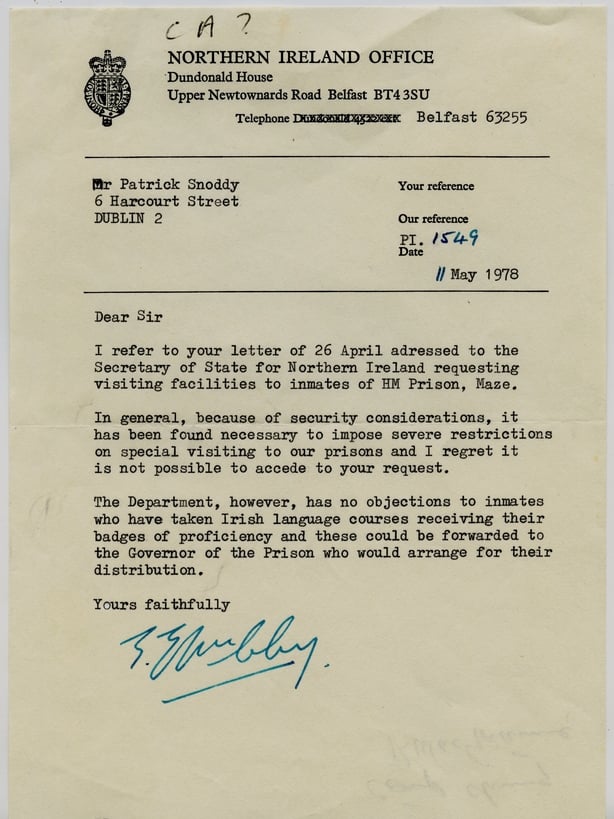 C A ?
NORTHERN IRELAND OFFICE
Dundonald House
Upper Newtownards Road Belfast BT4 3SU
Telephone Belfast 63255
Mr Patrick Snoddy
6 Harcourt Street
DUBLIN 2
Your reference
Our reference
PI. 1549
Date
11 May 1978
Dear Sir
I refer to your letter of 26 April adressed to the
Secretary of State for Northern Ireland requesting
visiting facilities to inmates of HM Prison, Maze.
In general, because of security considerations, it
has been found necessary to impose severe restrictions
on special visiting to our prisons and I regret it
is not possible to accede to your request.
The Department, however, has no objections to inmates
who have taken Irish language courses receiving their
badges of proficiency and these could be forwarded to
the Governor of the Prison who would arrange for their
distribution.
Yours faithfully